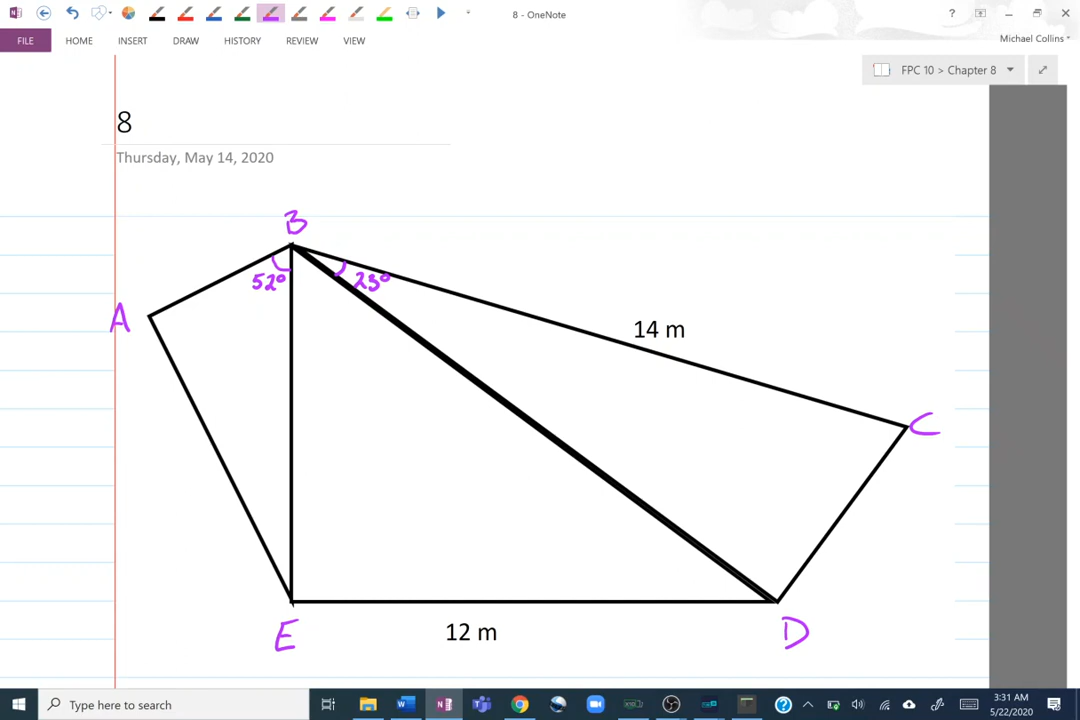 8 - OneNote
?
Michael Collins
FILE HOME INSERT DRAW HISTORY REVIEW VIEW
FPC 10 > Chapter 8
8
Thursday, May 14, 2020
B
52° 23°
A
14 m
C
E
12 m
D
Type here to search
3:31 AM
5/22/2020